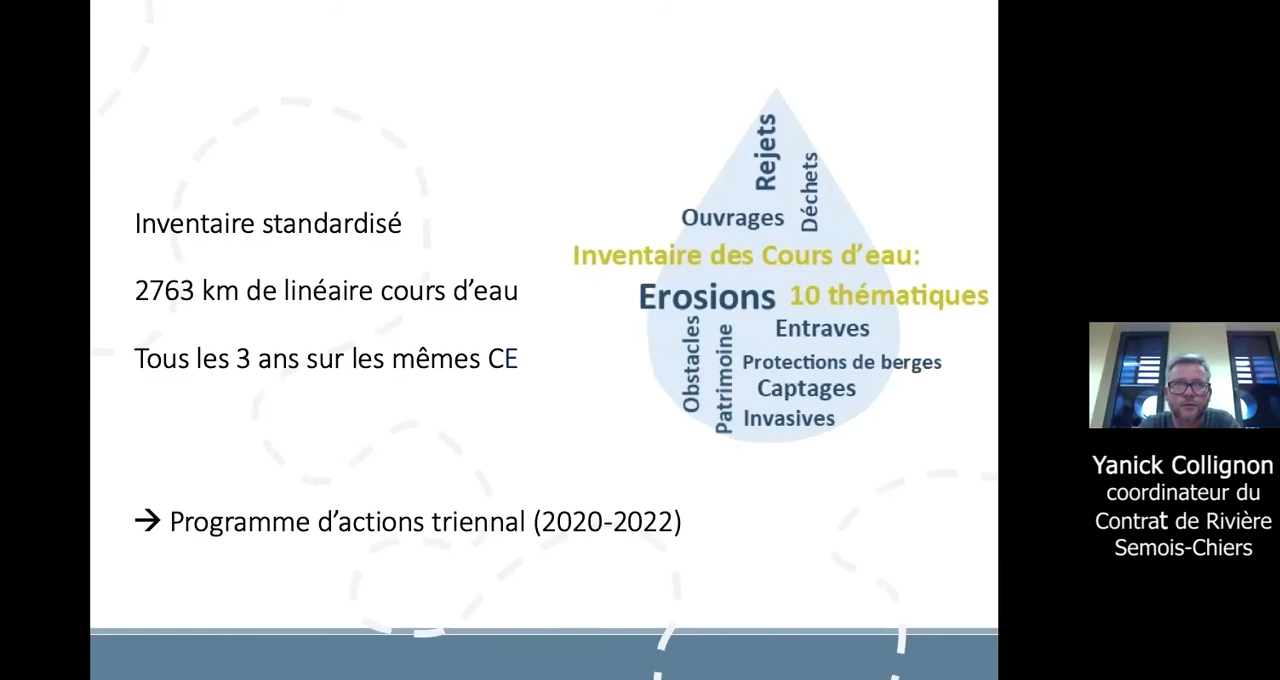 Inventaire standardisé
2763 km de linéaire cours d’eau
Tous les 3 ans sur les mêmes CE
→ Programme d’actions triennal (2020-2022)
Rejets
Déchets
Ouvrages
Inventaire des Cours d’eau:
Erosions
10 thématiques
Entraves
Obstacles
Patrimoine
Protections de berges
Captages
Invasives
Yanick Collignon
coordinateur du
Contrat de Rivière
Semois-Chiers